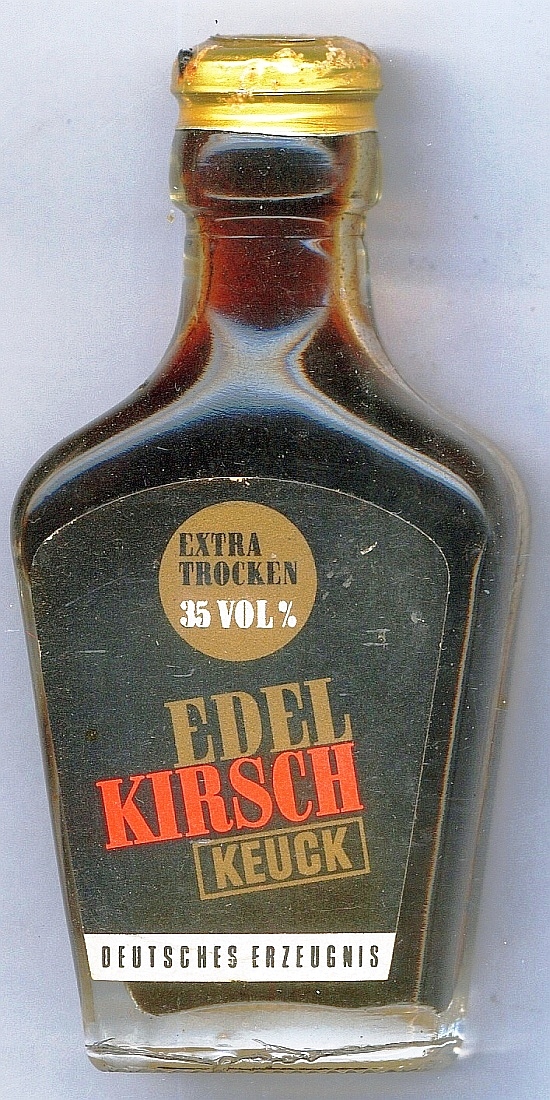 EXTRA
TROCKEN
35 VOL %
EDEL
KIRSCH
KEUCK
DEUTSCHES ERZEUGNIS